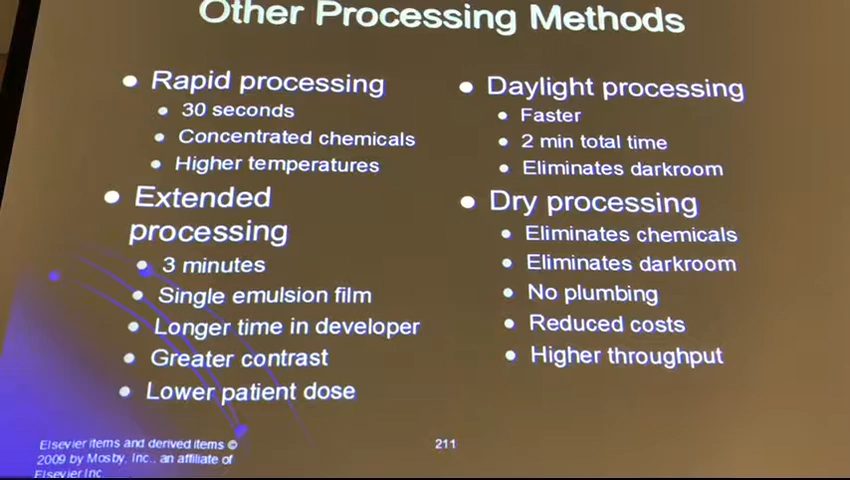 Other Processing Methods
• Rapid processing
• 30 seconds
• Concentrated chemicals
• Higher temperatures
• Extended
processing
• 3 minutes
• Single emulsion film
• Longer time in developer
• Greater contrast
• Lower patient dose
• Daylight processing
• Faster
• 2 min total time
• Eliminates darkroom
• Dry processing
• Eliminates chemicals
• Eliminates darkroom
• No plumbing
• Reduced costs
• Higher throughput
Elsevier items and derived items ©
2009 by Mosby, Inc., an affiliate of
Elsevier Inc
211